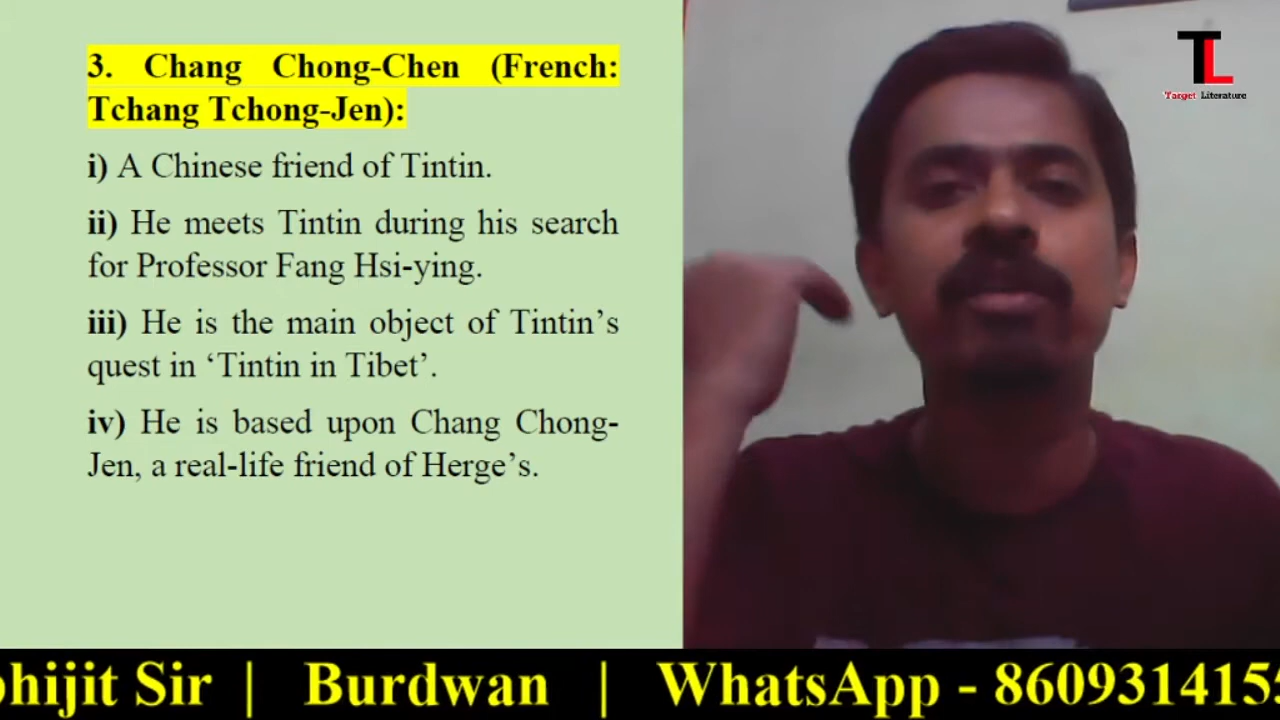 3. Chang Chong-Chen (French:
Tchang Tchong-Jen):
i) A Chinese friend of Tintin.
ii) He meets Tintin during his search
for Professor Fang Hsi-ying.
iii) He is the main object of Tintin’s
quest in ‘Tintin in Tibet’.
iv) He is based upon Chang Chong-
Jen, a real-life friend of Herge’s.
TL
Target Literature
Sir | Burdwan | WhatsApp -